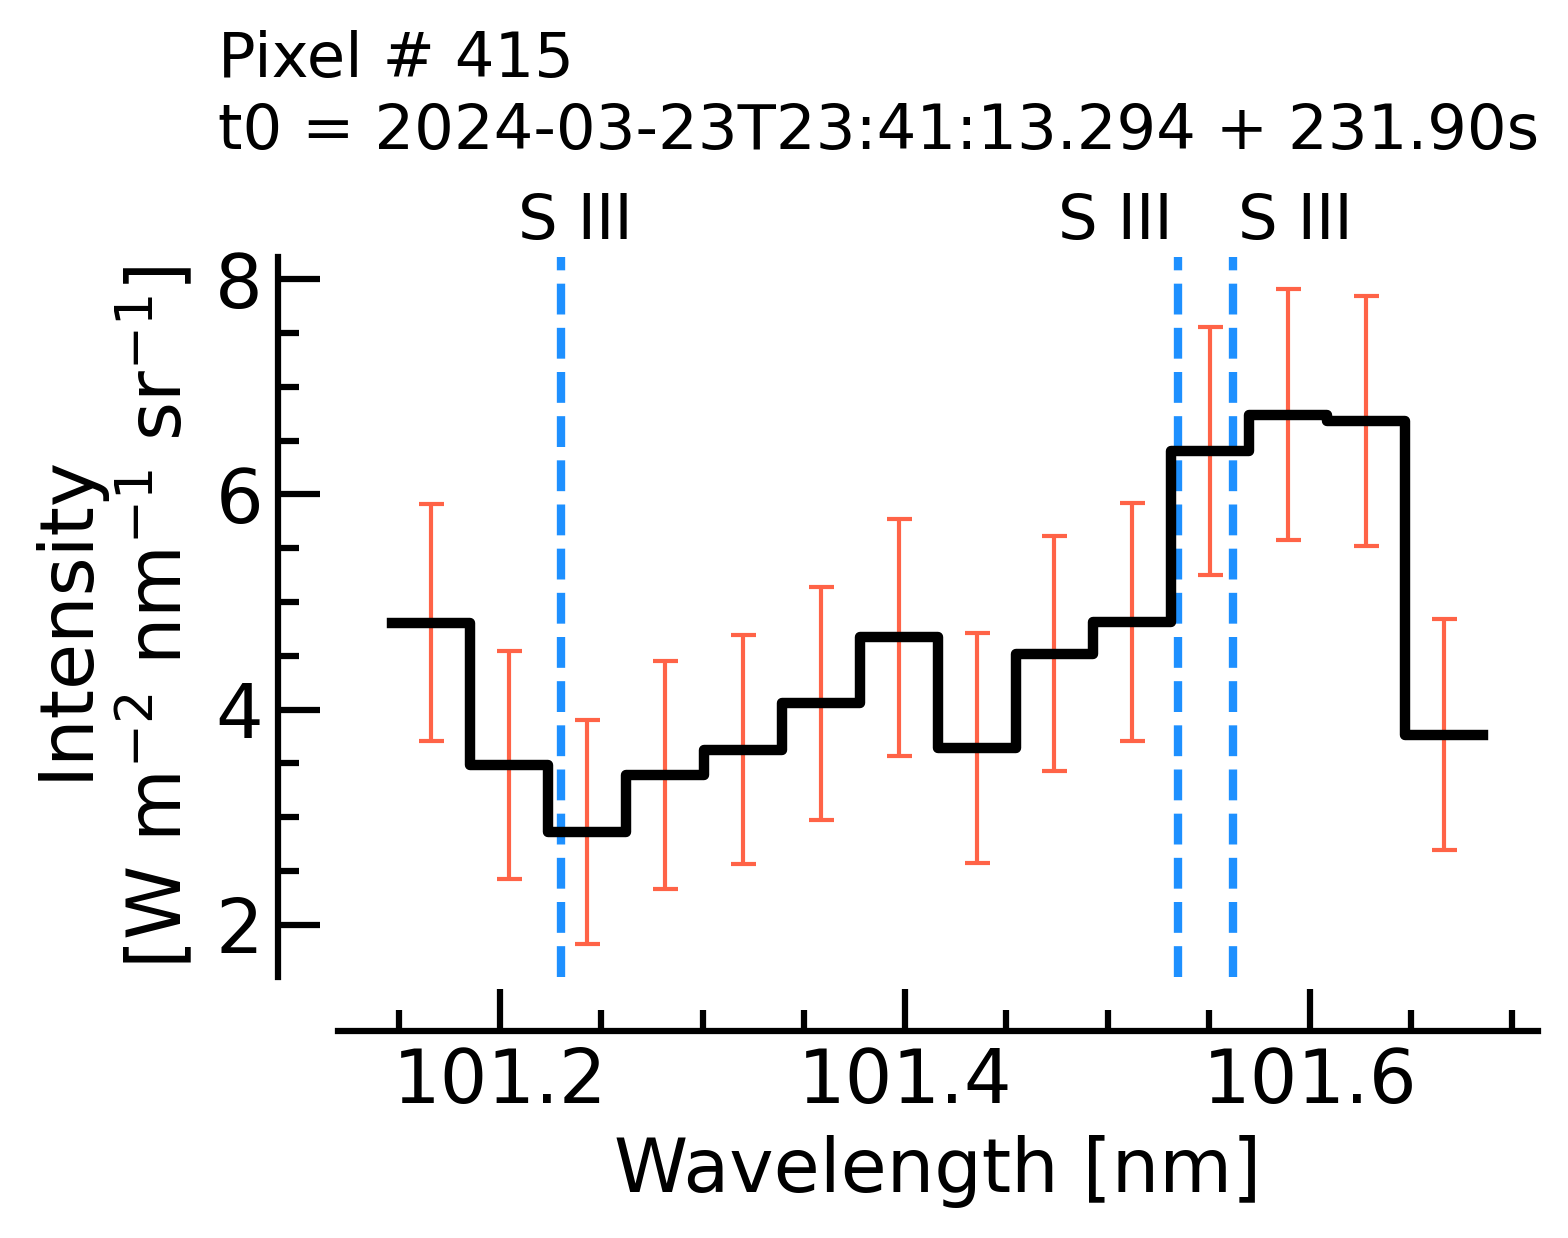 Pixel # 415
t0 = 2024-03-23T23:41:13.294 + 231.90s
S III S III S III
Intensity
[W m⁻² nm⁻¹ sr⁻¹]
8
6
4
2
101.2 101.4 101.6
Wavelength [nm]